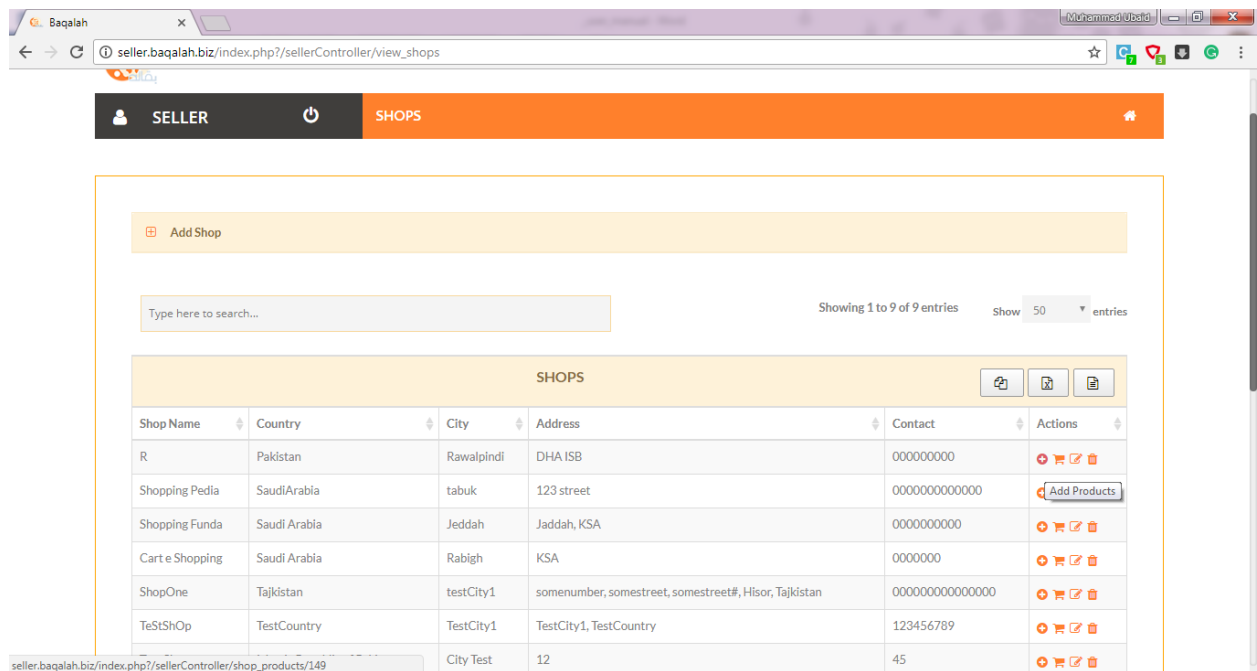 Baqalah
Muhammad Ubaid
seller.baqalah.biz/index.php?/sellerController/view_shops
7
3
SELLER
SHOPS
Add Shop
Type here to search...
Showing 1 to 9 of 9 entries
Show 50 entries
SHOPS
Shop Name Country City Address Contact Actions
R Pakistan Rawalpindi DHA ISB 000000000
Shopping Pedia SaudiArabia tabuk 123 street 0000000000000
Add Products
Shopping Funda Saudi Arabia Jeddah Jaddah, KSA 0000000000
Cart e Shopping Saudi Arabia Rabigh KSA 0000000
ShopOne Tajkistan testCity1 somenumber, somestreet, somestreet#, Hisor, Tajkistan 000000000000000
TeStShOp TestCountry TestCity1 TestCity1, TestCountry 123456789
City Test 12 45
seller.baqalah.biz/index.php?/sellerController/shop_products/149